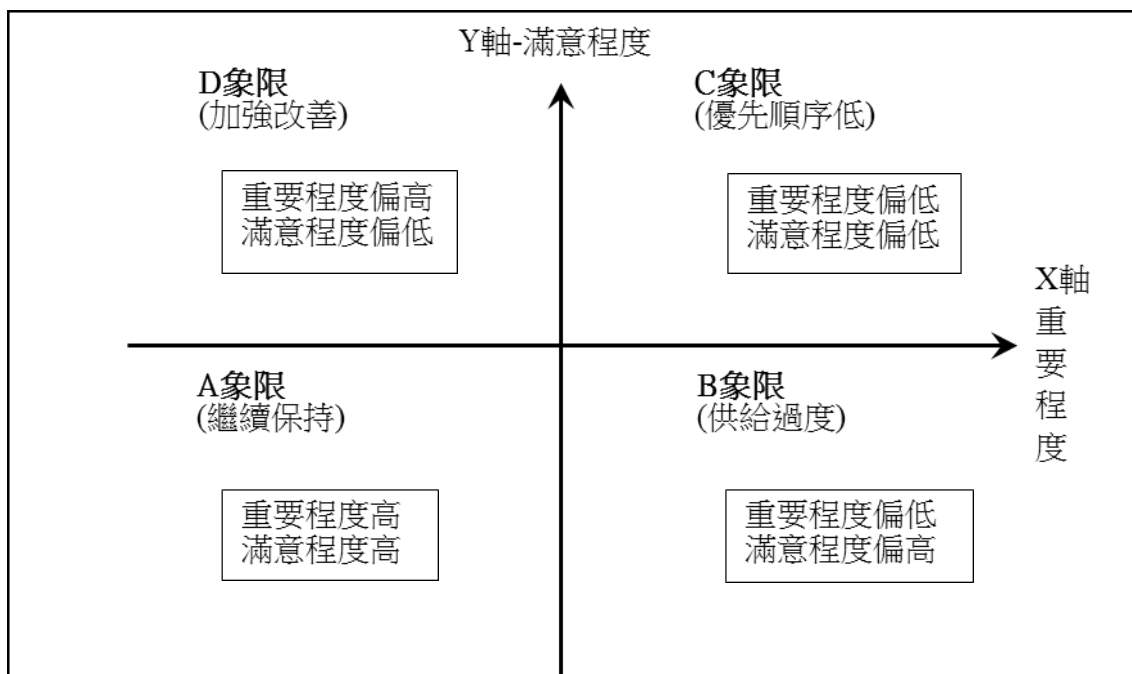 Y軸-滿意程度
D象限
(加強改善)
重要程度偏高
滿意程度偏低
C象限
(優先順序低)
重要程度偏低
滿意程度偏低
X軸
重
要
程
度
A象限
(繼續保持)
重要程度高
滿意程度高
B象限
(供給過度)
重要程度偏低
滿意程度偏高